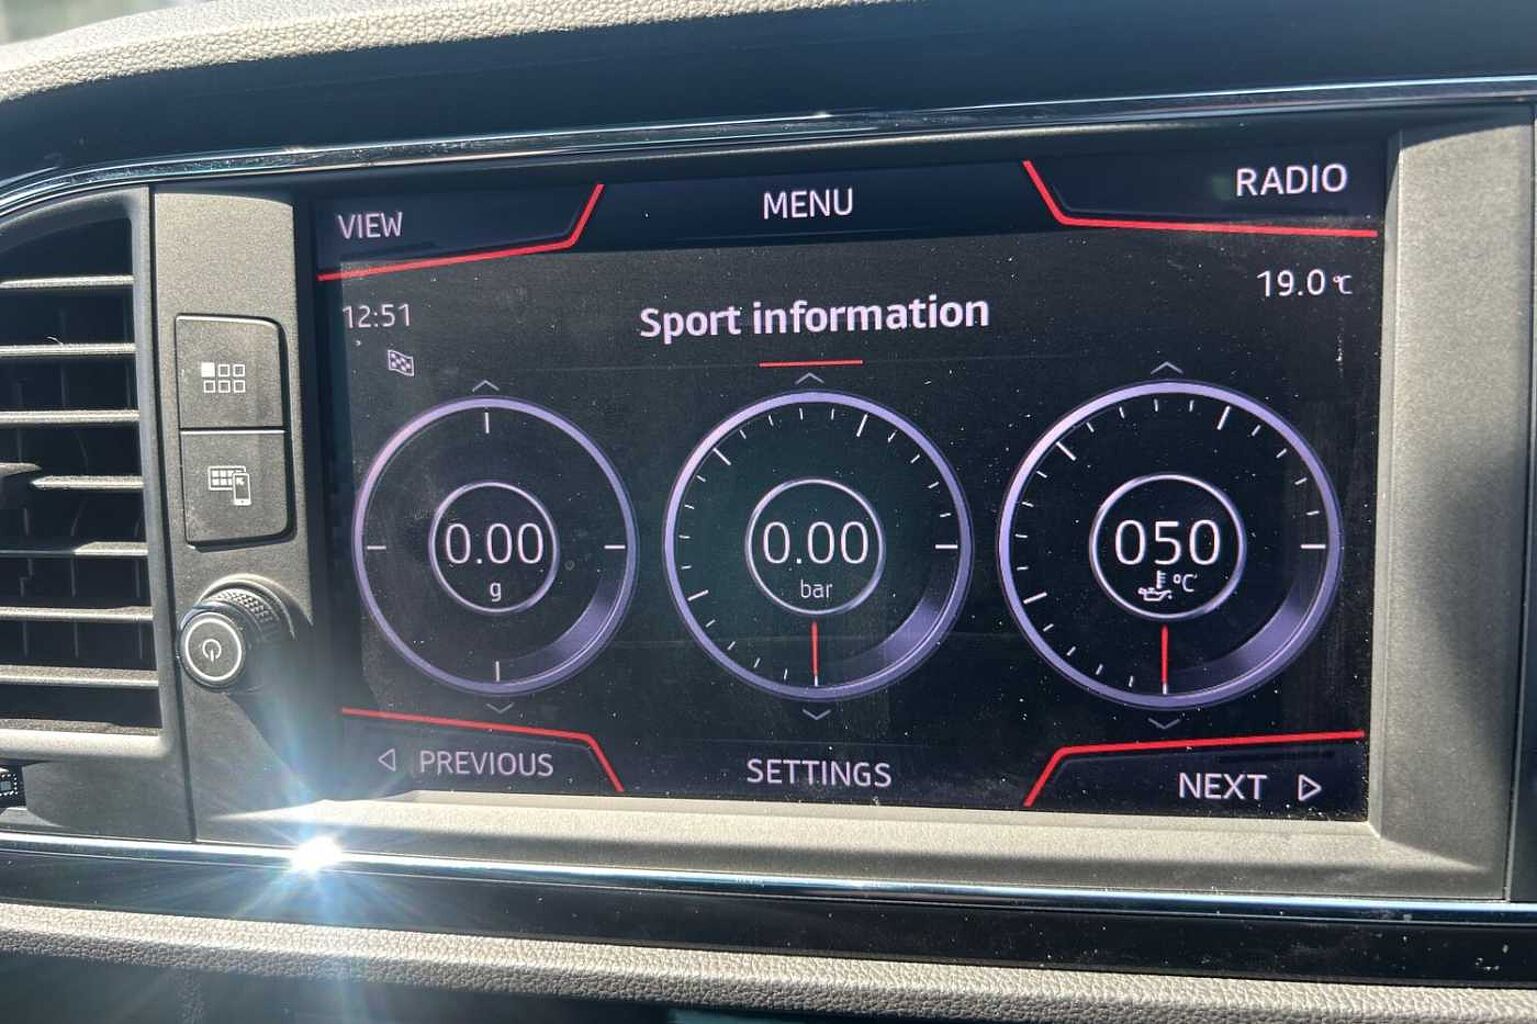 VIEW
MENU
RADIO
12:51
19.0 °C
Sport information
0.00
g
0.00
bar
050
°C
PREVIOUS
SETTINGS
NEXT